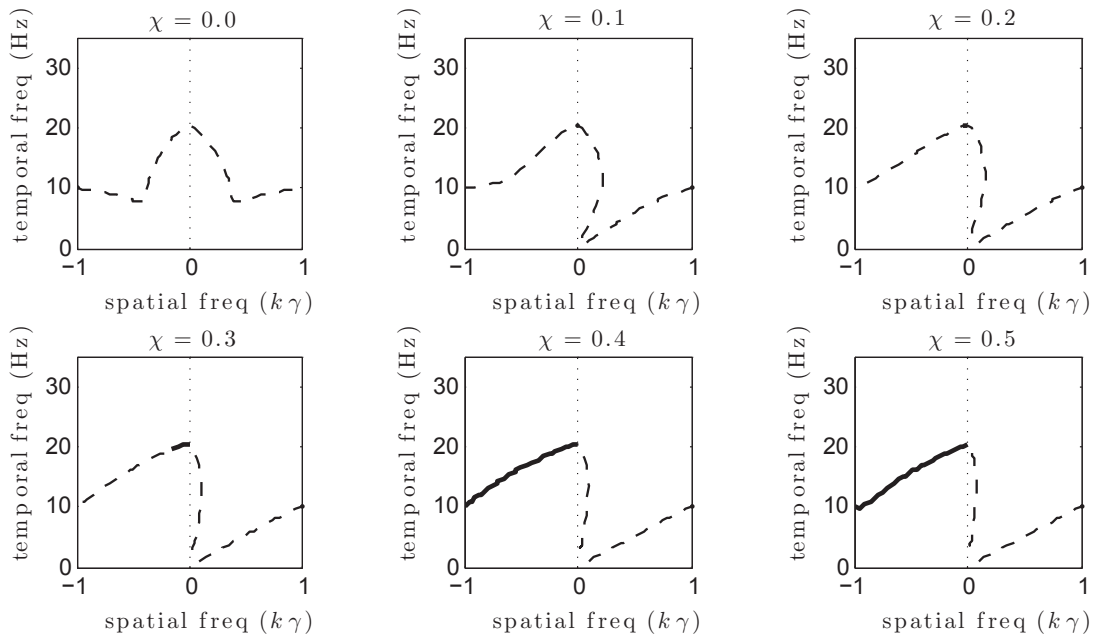 χ = 0.0
temporal freq (Hz)
30
20
10
0
−1 0 1
spatial freq (k γ)
χ = 0.1
temporal freq (Hz)
30
20
10
0
−1 0 1
spatial freq (k γ)
χ = 0.2
temporal freq (Hz)
30
20
10
0
−1 0 1
spatial freq (k γ)
χ = 0.3
temporal freq (Hz)
30
20
10
0
−1 0 1
spatial freq (k γ)
χ = 0.4
temporal freq (Hz)
30
20
10
0
−1 0 1
spatial freq (k γ)
χ = 0.5
temporal freq (Hz)
30
20
10
0
−1 0 1
spatial freq (k γ)